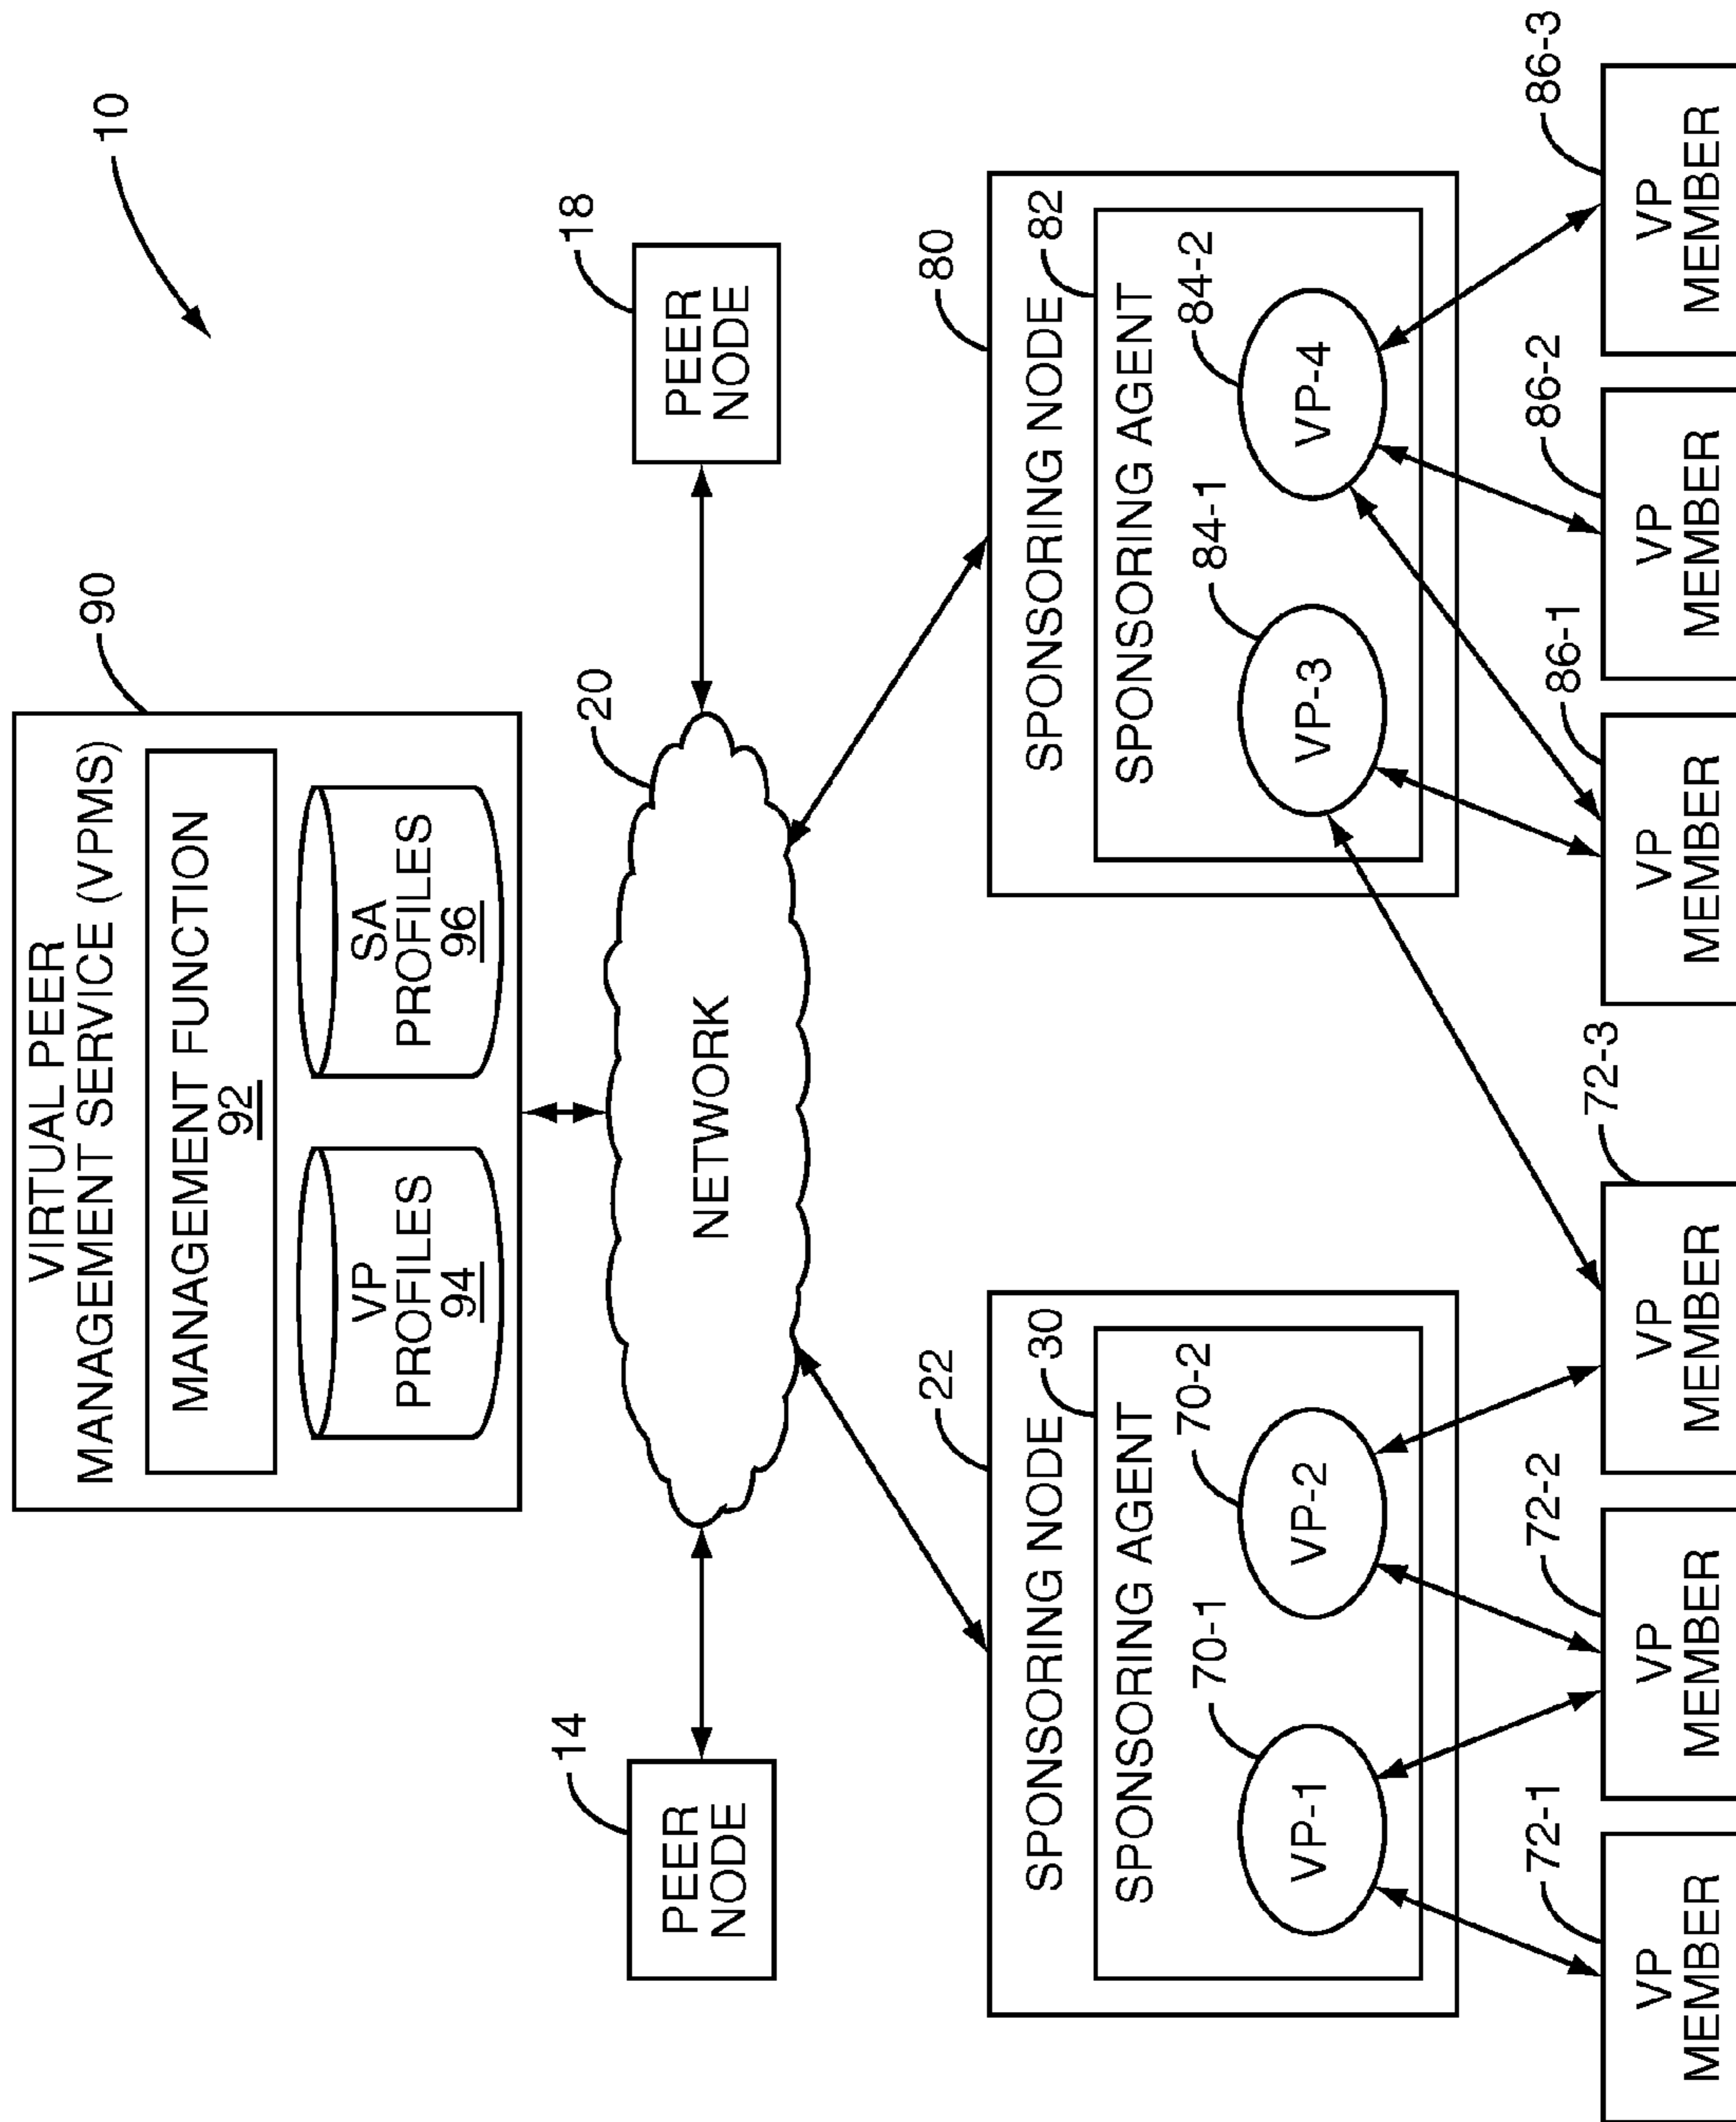 10
VIRTUAL PEER
MANAGEMENT SERVICE (VPMS)
90
MANAGEMENT FUNCTION
92
VP
PROFILES
94
SA
PROFILES
96
14
PEER
NODE
NETWORK
20
18
PEER
NODE
22
SPONSORING NODE
30
SPONSORING AGENT
70-1
VP-1
70-2
VP-2
80
SPONSORING NODE
82
SPONSORING AGENT
84-1
VP-3
84-2
VP-4
72-1
VP
MEMBER
72-2
VP
MEMBER
72-3
VP
MEMBER
86-1
VP
MEMBER
86-2
VP
MEMBER
86-3
VP
MEMBER